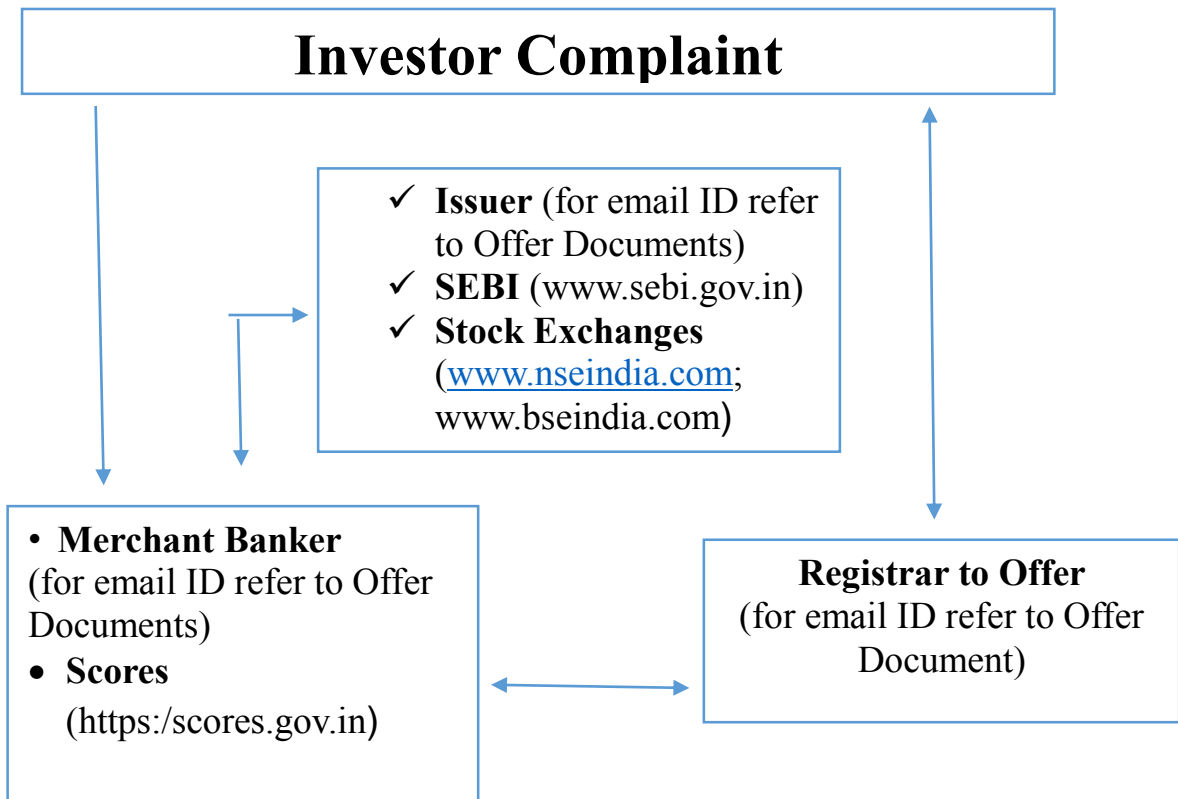 Investor Complaint
✓ Issuer (for email ID refer
to Offer Documents)
✓ SEBI (www.sebi.gov.in)
✓ Stock Exchanges
(www.nseindia.com;
www.bseindia.com)
• Merchant Banker
(for email ID refer to Offer
Documents)
• Scores
(https:/scores.gov.in)
Registrar to Offer
(for email ID refer to Offer
Document)